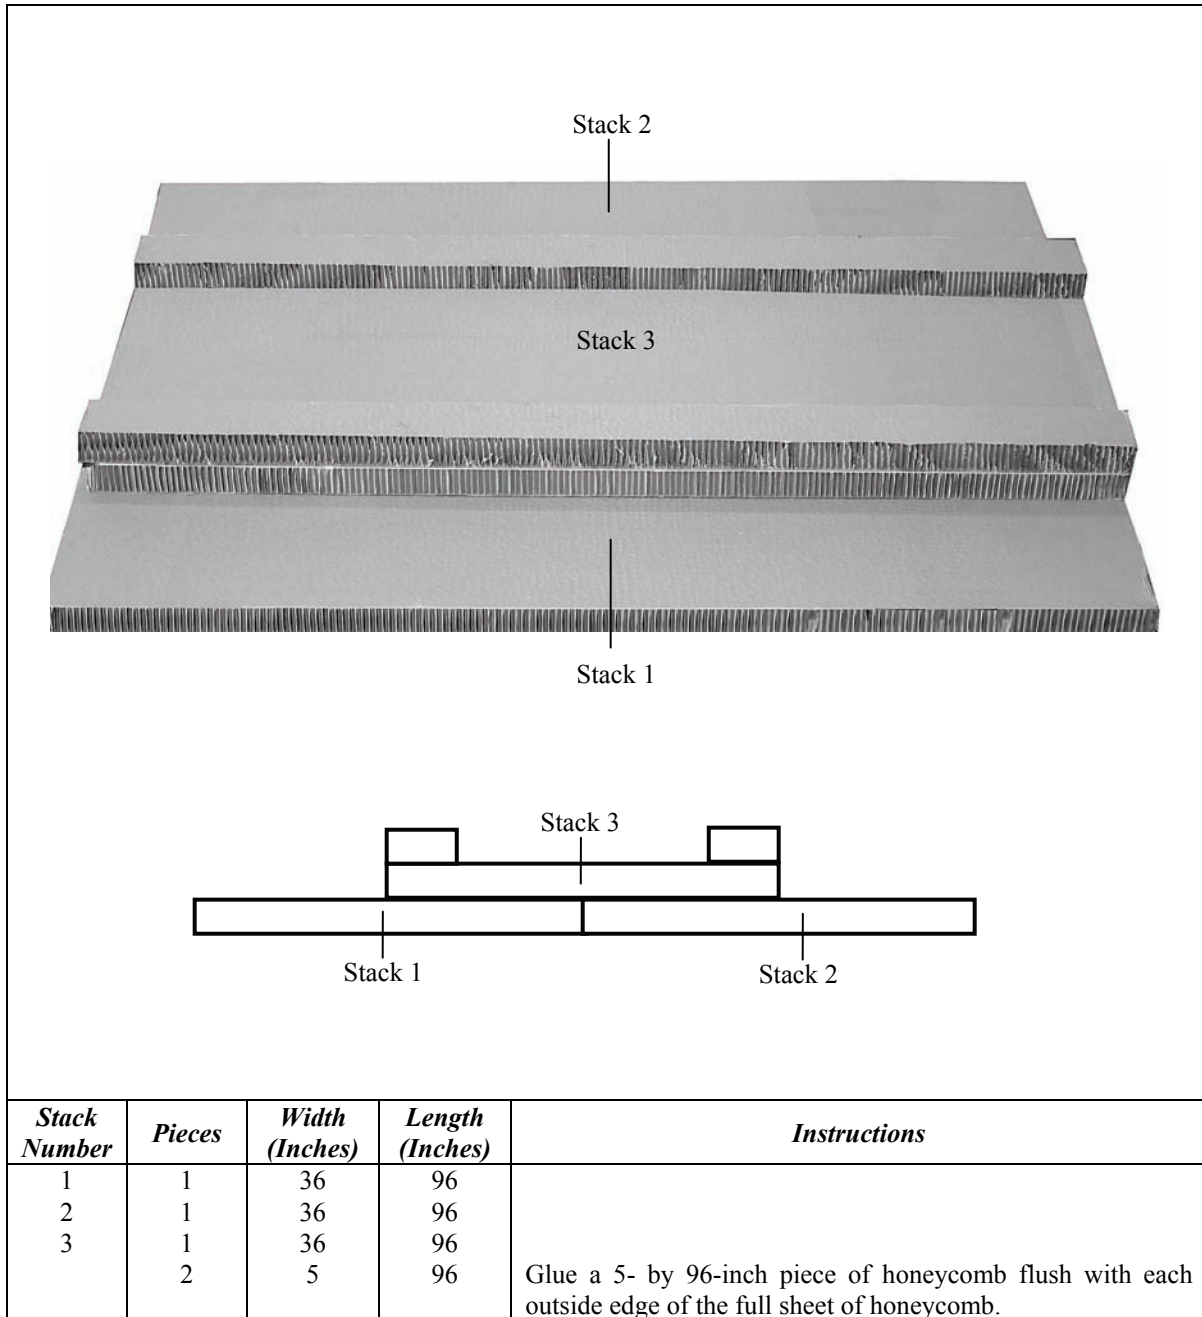 Stack 2
Stack 3
Stack 1
Stack 3
Stack 1
Stack 2
Stack Number Pieces Width (Inches) Length (Inches) Instructions
1 1 36 96
2 1 36 96
3 1 36 96
2 5 96 Glue a 5- by 96-inch piece of honeycomb flush with each
outside edge of the full sheet of honeycomb.